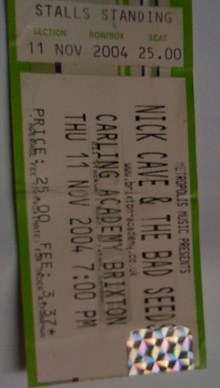 STALLS STANDING
SECTION ROW/BOX SEAT
11 NOV 2004 25.00
METROPOLIS MUSIC PRESENTS
NICK CAVE & THE BAD SEED
www.brixton-academy.co.uk
CARLING ACADEMY BRIXTON
THU 11 NOV 2004 7:00 PM
PRICE: 25.00 FEE: 3.37*